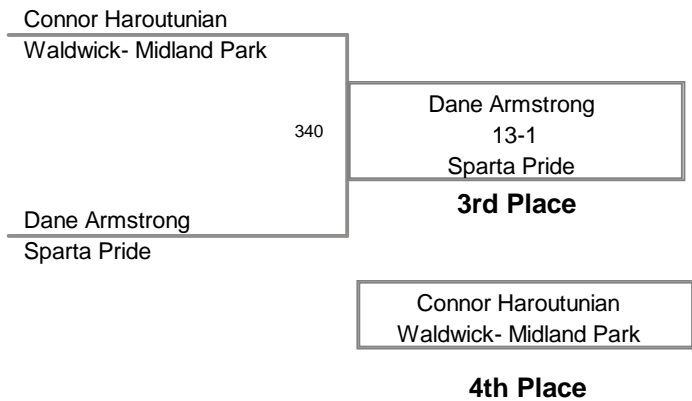 Connor Haroutunian
Waldwick- Midland Park
340
Dane Armstrong
13-1
Sparta Pride
3rd Place
Dane Armstrong
Sparta Pride
Connor Haroutunian
Waldwick- Midland Park
4th Place